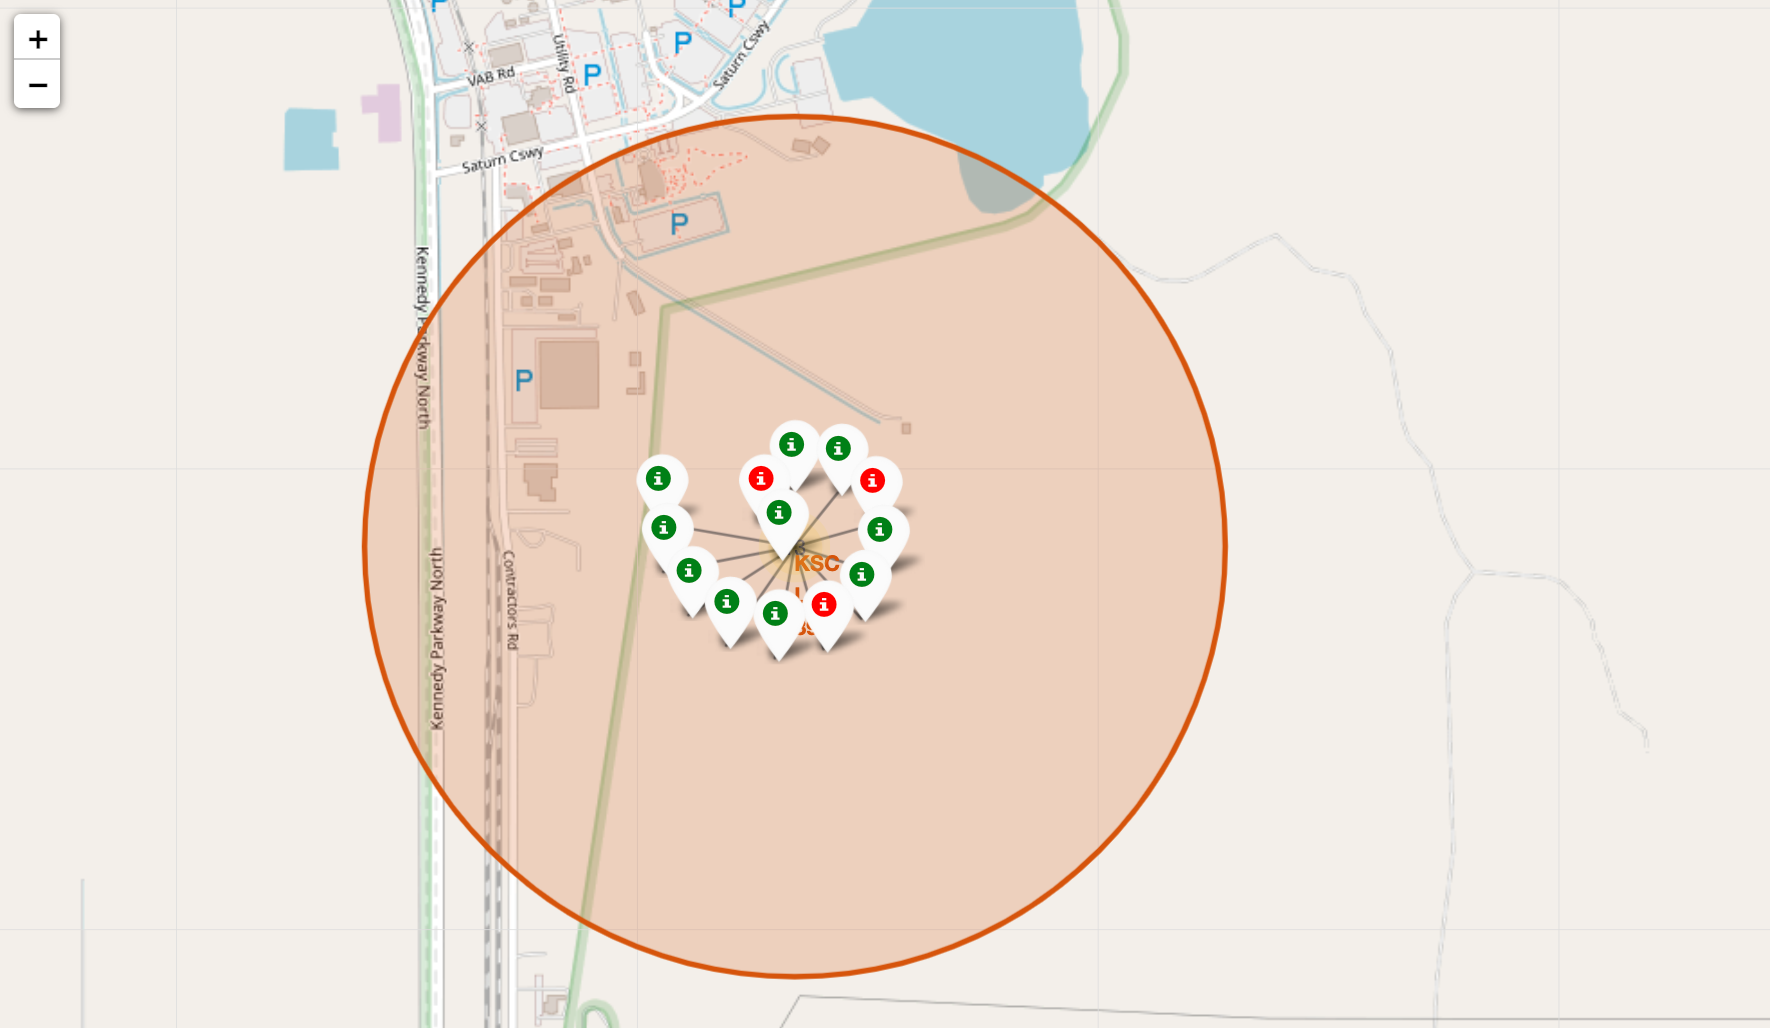 +
−
P
P
P
P
VAB Rd
Utility Rd
Saturn Cswy
Saturn Cswy
P
Kennedy Parkway North
P
KSC
L
Kennedy Parkway North
Contractors Rd